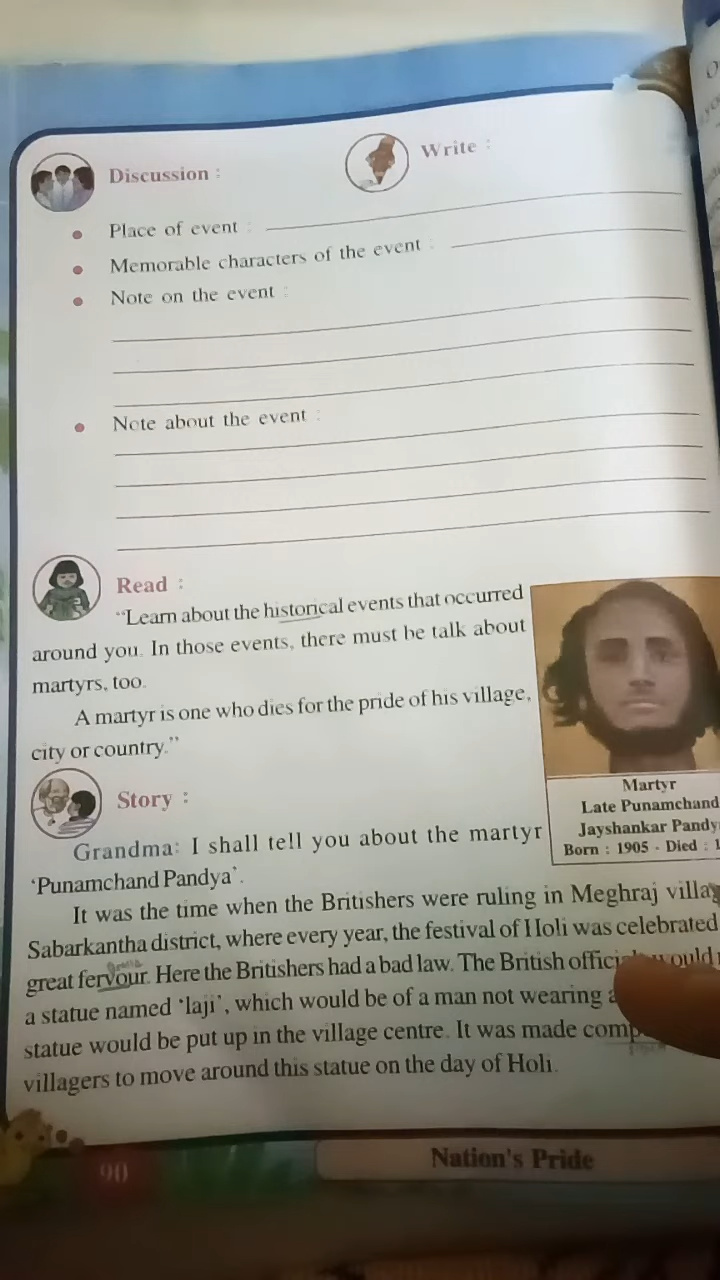 Discussion :
Write :
Place of event :
Memorable characters of the event :
Note on the event :
Note about the event :
Read :
“Learn about the historical events that occurred
around you. In those events, there must be talk about
martyrs, too.
A martyr is one who dies for the pride of his village,
city or country.”
Martyr
Late Punamchand
Jayshankar Pandy
Born : 1905 - Died : 1
Story :
Grandma: I shall tell you about the martyr
‘Punamchand Pandya’.
It was the time when the Britishers were ruling in Meghraj villag
Sabarkantha district, where every year, the festival of Holi was celebrated
great fervour. Here the Britishers had a bad law. The British would
a statue named ‘laji’, which would be of a man not wearing
statue would be put up in the village centre. It was made
villagers to move around this statue on the day of Holi.
90
Nation's Pride